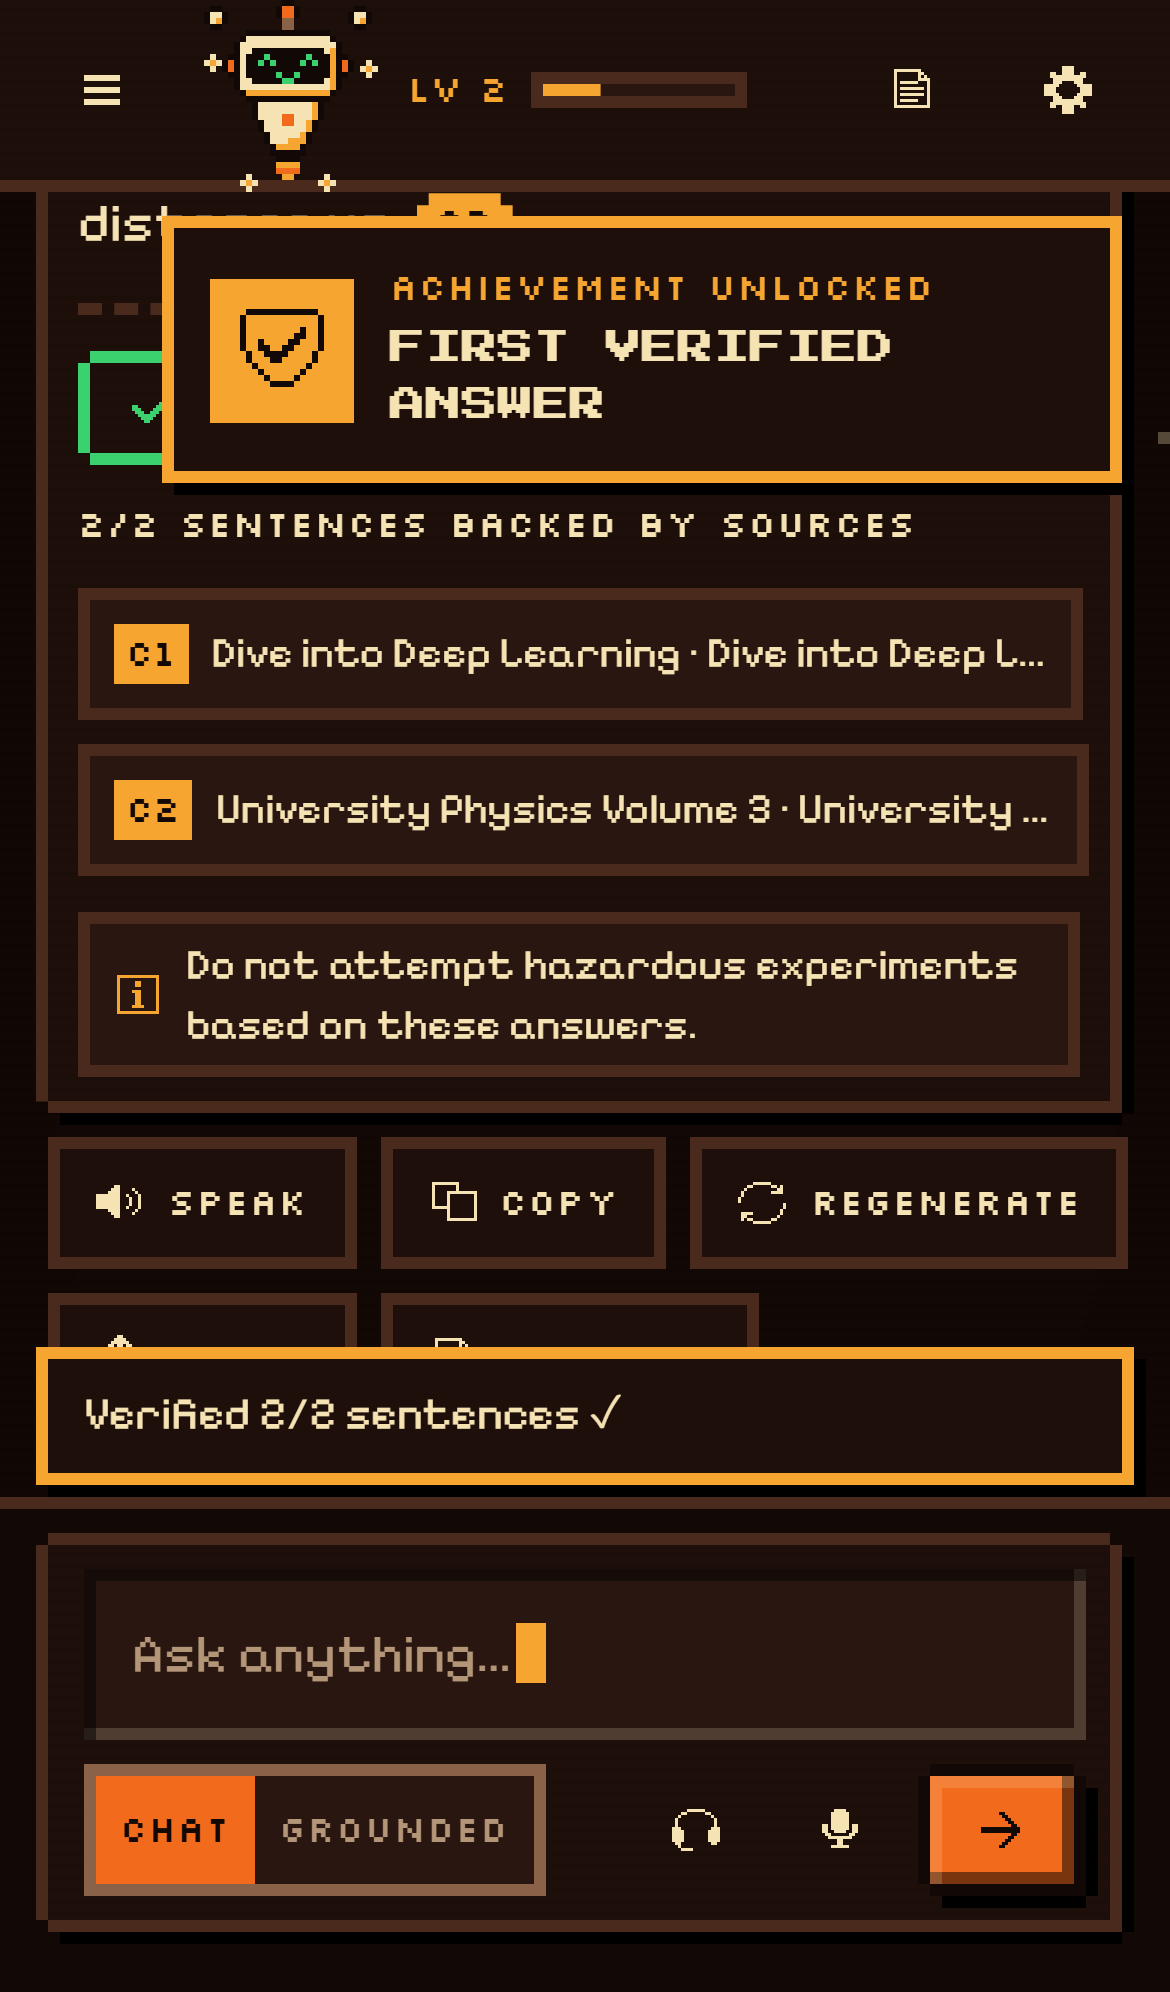 LV 2
ACHIEVEMENT UNLOCKED
FIRST VERIFIED
ANSWER
2/2 SENTENCES BACKED BY SOURCES
C1 Dive into Deep Learning · Dive into Deep L...
C2 University Physics Volume 3 · University ...
Do not attempt hazardous experiments
based on these answers.
SPEAK COPY REGENERATE
Verified 2/2 sentences ✓
Ask anything...
CHAT GROUNDED